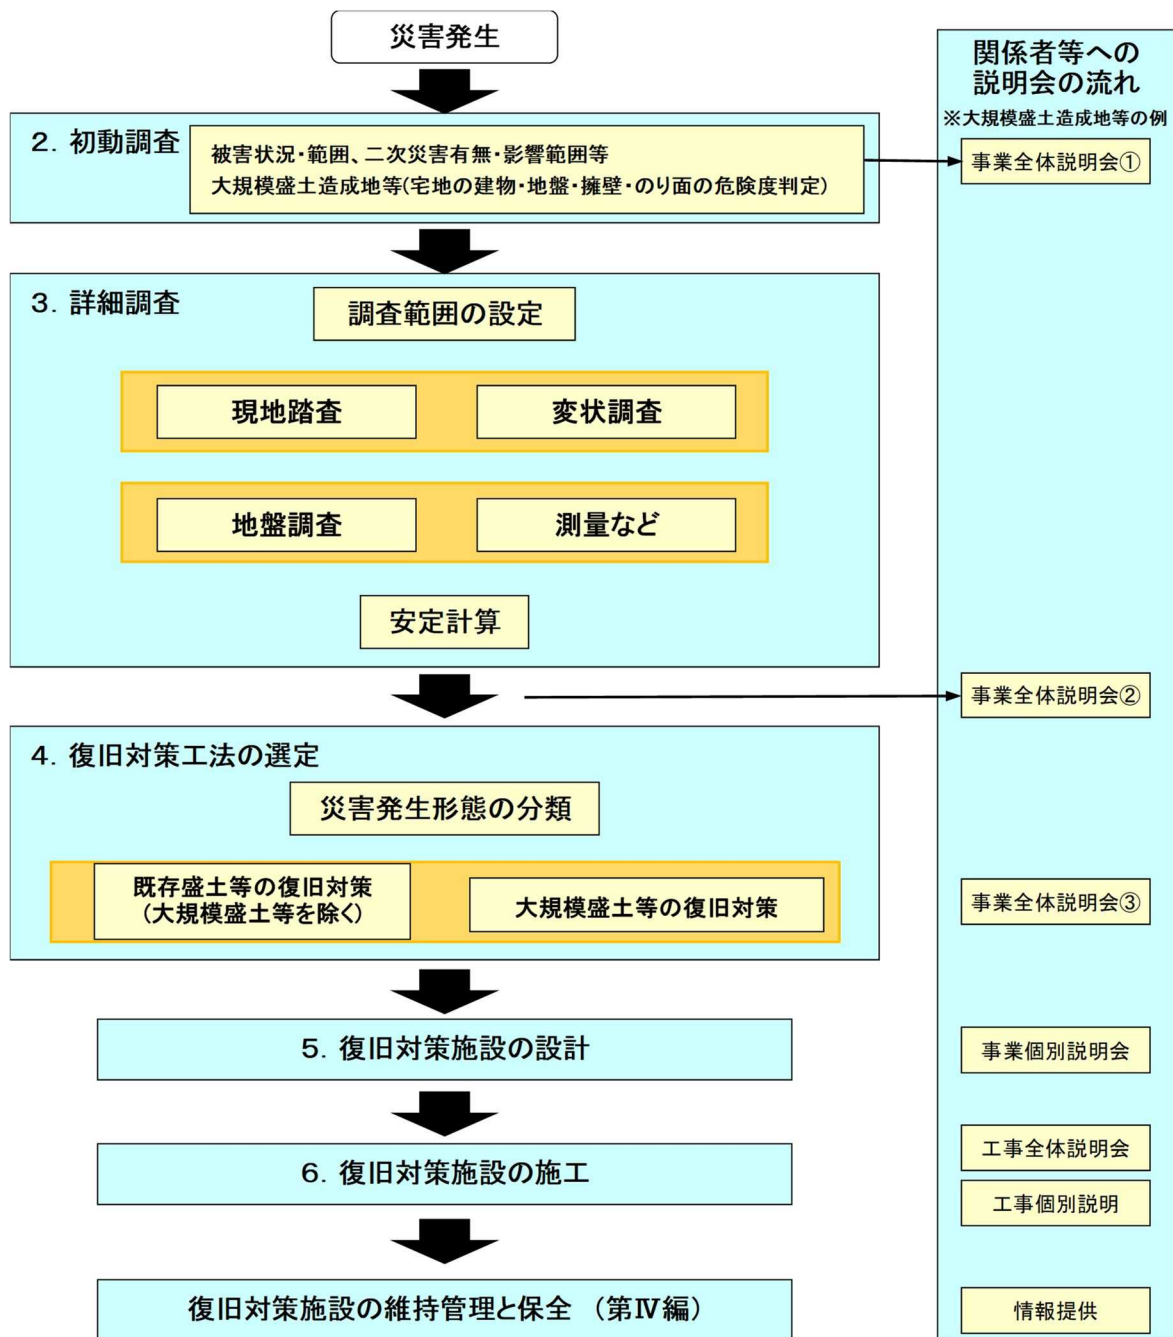 災害発生
2．初動調査
被害状況・範囲、二次災害有無・影響範囲等
大規模盛土造成地等(宅地の建物・地盤・擁壁・のり面の危険度判定)
3．詳細調査
調査範囲の設定
現地踏査
変状調査
地盤調査
測量など
安定計算
4．復旧対策工法の選定
災害発生形態の分類
既存盛土等の復旧対策
(大規模盛土等を除く)
大規模盛土等の復旧対策
5．復旧対策施設の設計
6．復旧対策施設の施工
復旧対策施設の維持管理と保全　（第Ⅳ編）
関係者等への
説明会の流れ
※大規模盛土造成地等の例
事業全体説明会①
事業全体説明会②
事業全体説明会③
事業個別説明会
工事全体説明会
工事個別説明
情報提供